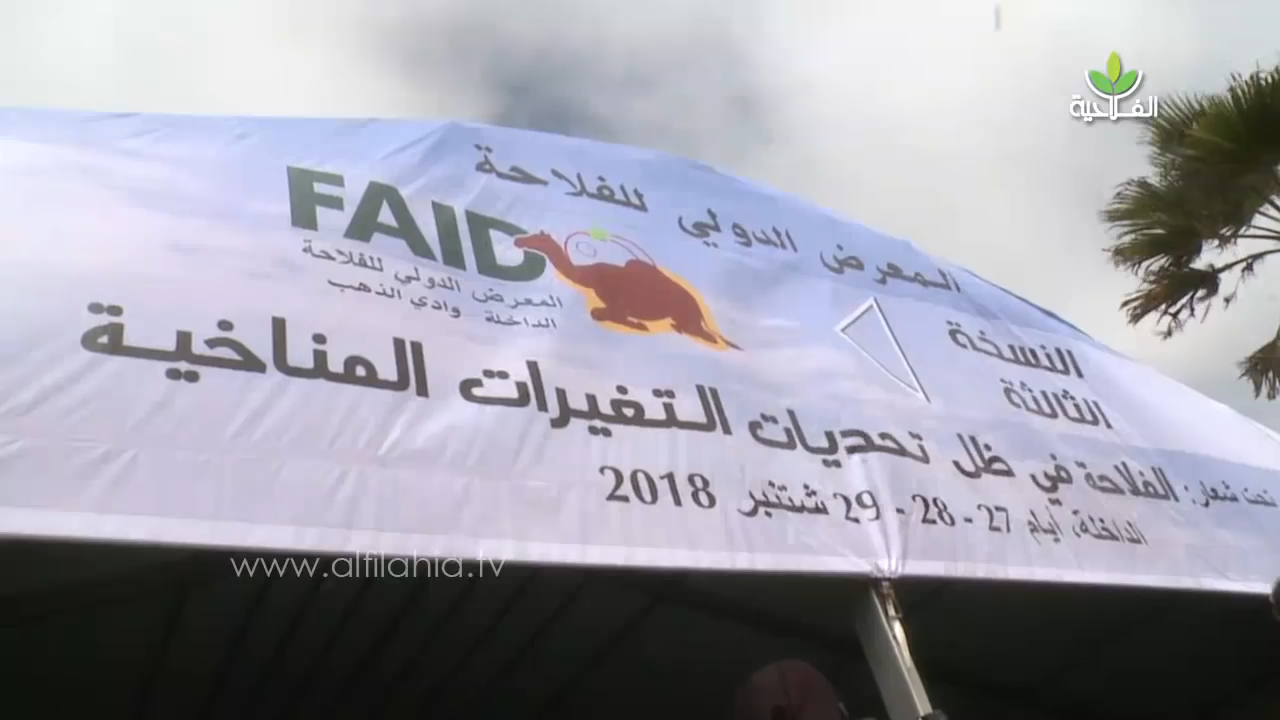 الفلاحية
المعرض الدولي للفلاحة
FAID
المعرض الدولي للفلاحة
الداخلة وادي الذهب
النسخة
الثالثة
تحت شعار: الفلاحة في ظل تحديات التغيرات المناخية
الداخلة، أيام 27 - 28 - 29 شتنبر 2018
www.alfilahia.tv